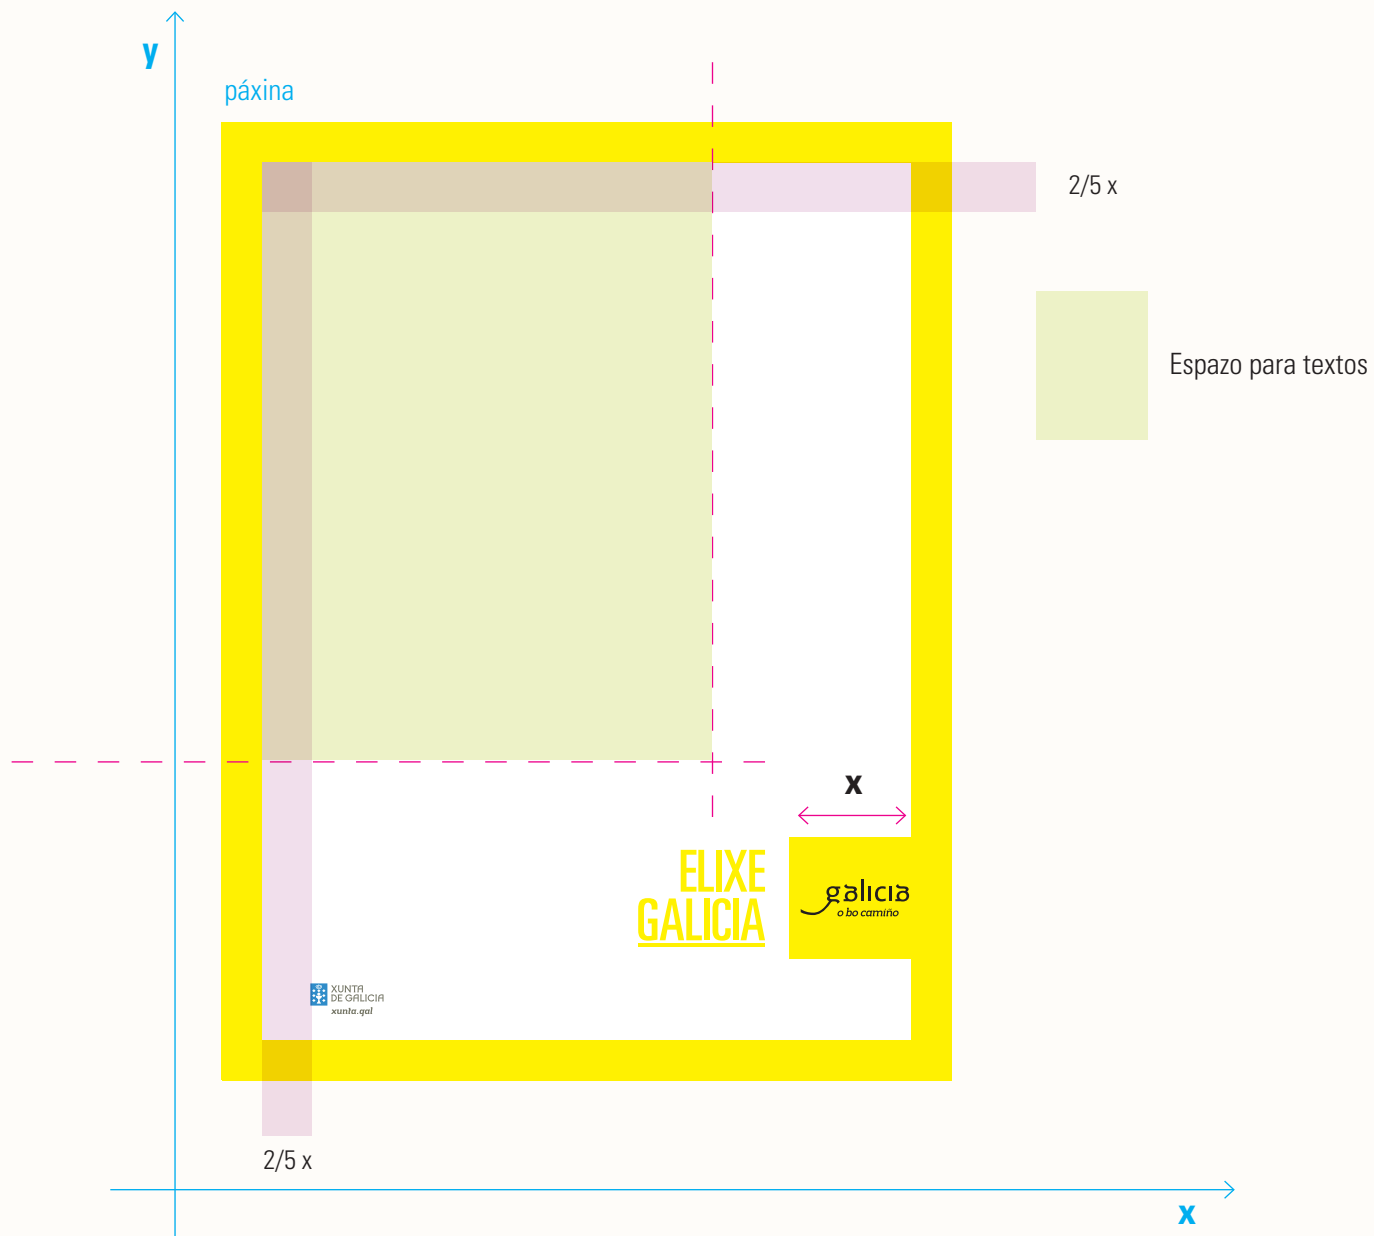 y
páxina
2/5 x
Espazo para textos
x
ELIXE
GALICIA
galicia
o bo camiño
XUNTA
DE GALICIA
xunta.gal
2/5 x
x